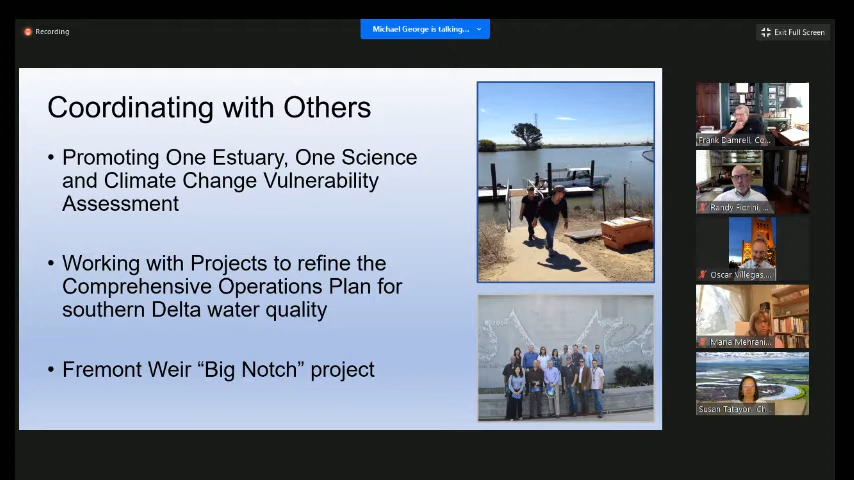 Recording
Michael George is talking...
Exit Full Screen
Coordinating with Others
• Promoting One Estuary, One Science
and Climate Change Vulnerability
Assessment
• Working with Projects to refine the
Comprehensive Operations Plan for
southern Delta water quality
• Fremont Weir “Big Notch” project
Frank Damrell, Co...
Randy Fiorini, ...
Oscar Villegas,...
Maria Mehrani...
Susan Tatayon, Ch...